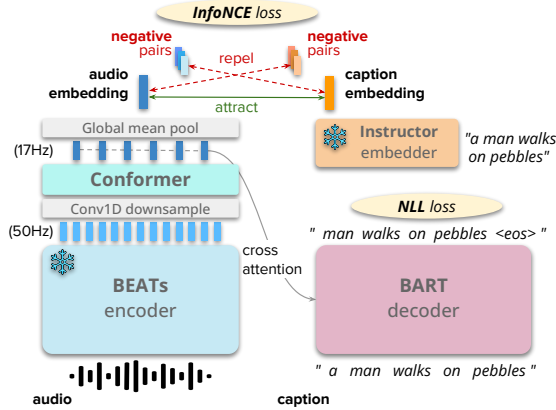 InfoNCE loss
negative
pairs
negative
pairs
repel
audio
embedding
caption
embedding
attract
Global mean pool
(17Hz)
Conformer
Conv1D downsample
(50Hz)
BEATs
encoder
cross
attention
Instructor
embedder
"a man walks
on pebbles"
NLL loss
" man walks on pebbles <eos> "
BART
decoder
" a man walks on pebbles "
audio
caption